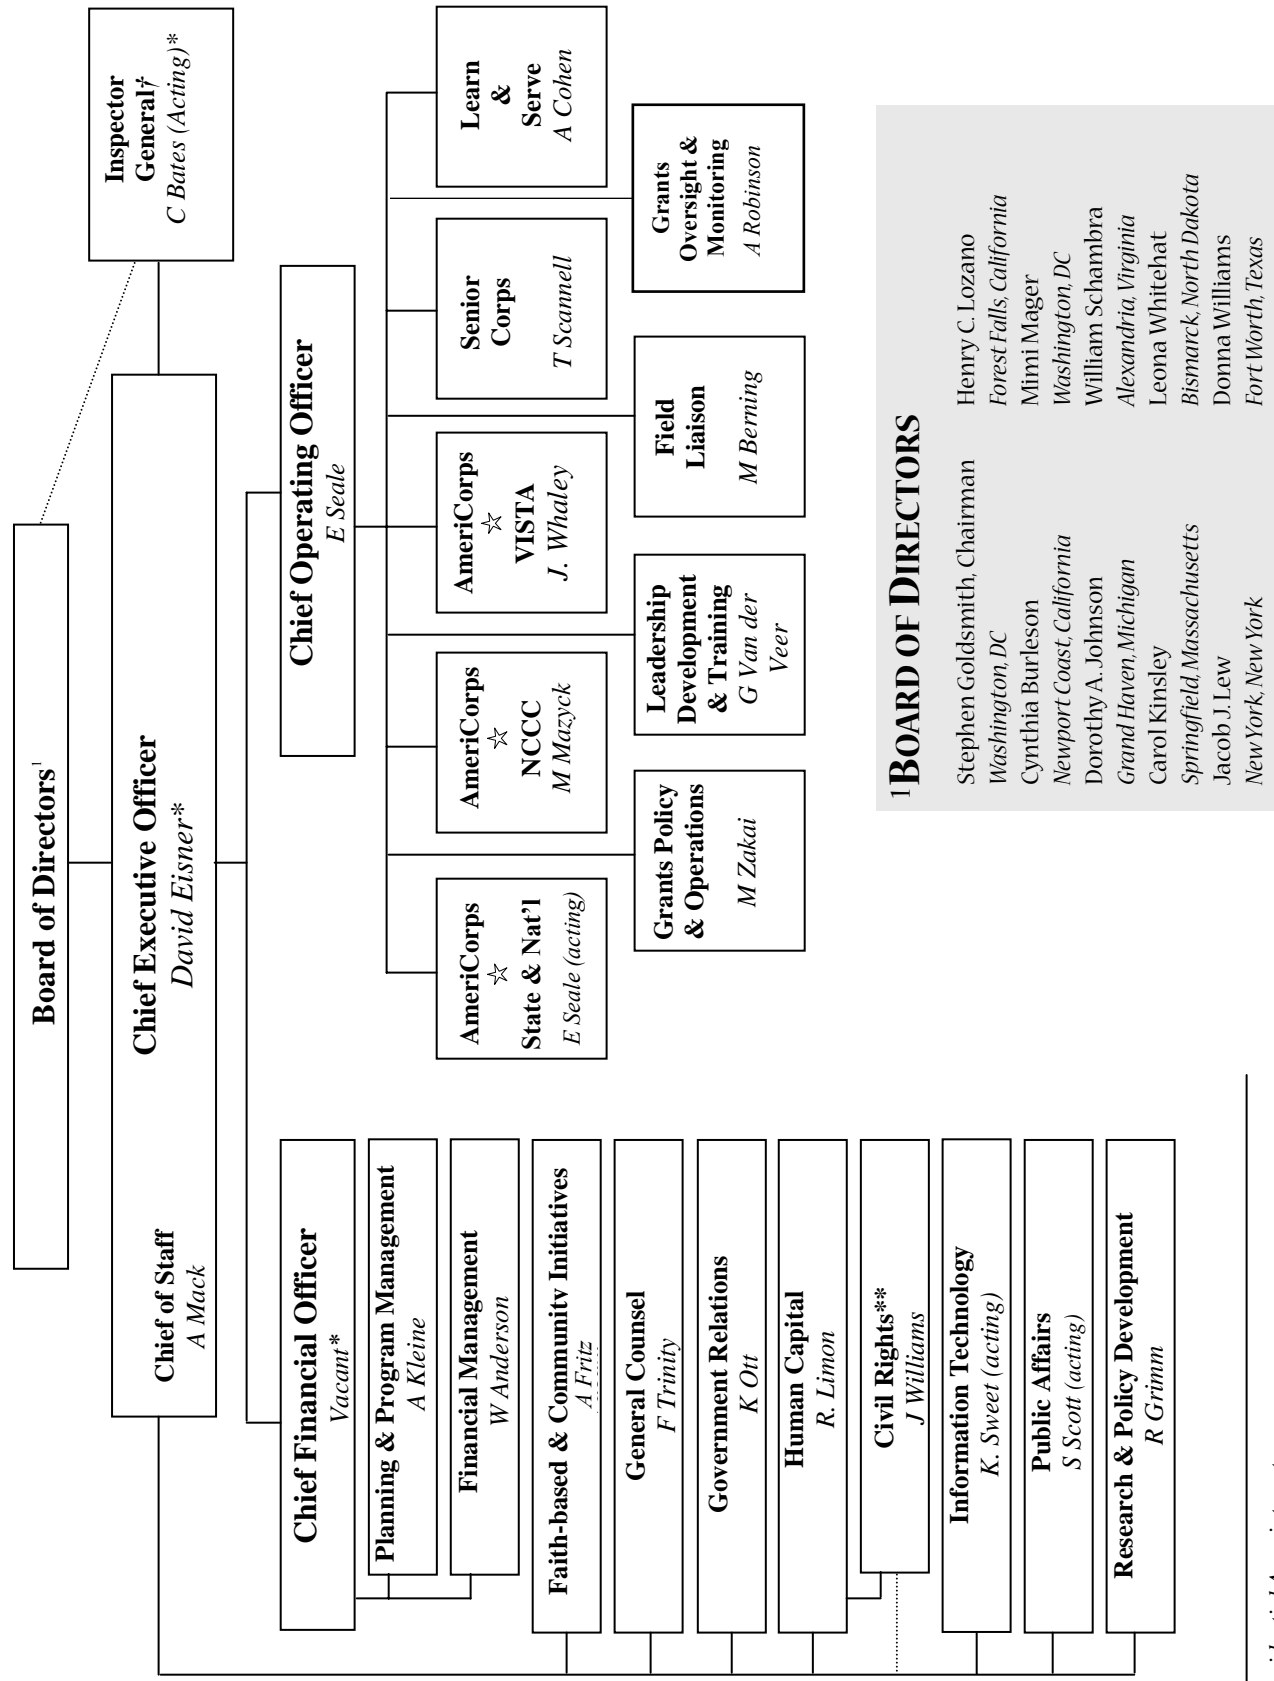 Board of Directors¹
Inspector
General†
C Bates (Acting)*
Chief Executive Officer
David Eisner*
Chief of Staff
A Mack
Chief Financial Officer
Vacant*
Planning & Program Management
A Kleine
Financial Management
W Anderson
Faith-based & Community Initiatives
A Fritz
General Counsel
F Trinity
Government Relations
K Ott
Human Capital
R. Limon
Civil Rights**
J Williams
Information Technology
K. Sweet (acting)
Public Affairs
S Scott (acting)
Research & Policy Development
R Grimm
Chief Operating Officer
E Seale
AmeriCorps
☆
State & Nat'l
E Seale (acting)
AmeriCorps
☆
NCCC
M Mazyck
AmeriCorps
☆
VISTA
J. Whaley
Senior
Corps
T Scannell
Learn
&
Serve
A Cohen
Grants Policy
& Operations
M Zakai
Leadership
Development
& Training
G Van der
Veer
Field
Liaison
M Berning
Grants
Oversight &
Monitoring
A Robinson
¹BOARD OF DIRECTORS
Stephen Goldsmith, Chairman
Washington, DC
Cynthia Burleson
Newport Coast, California
Dorothy A. Johnson
Grand Haven, Michigan
Carol Kinsley
Springfield, Massachusetts
Jacob J. Lew
New York, New York
Henry C. Lozano
Forest Falls, California
Mimi Mager
Washington, DC
William Schambra
Alexandria, Virginia
Leona Whitehat
Bismarck, North Dakota
Donna Williams
Fort Worth, Texas